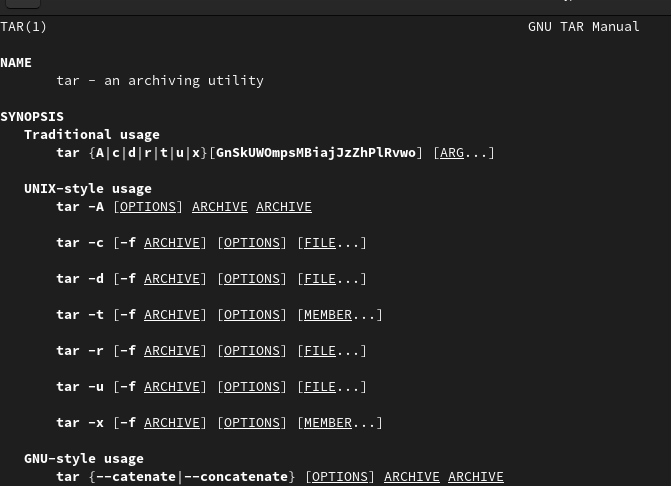 TAR(1) GNU TAR Manual
NAME
tar - an archiving utility
SYNOPSIS
Traditional usage
tar {A|c|d|r|t|u|x}[GnSkUWOmpsMBiajJzZhPlRvwo] [ARG...]
UNIX-style usage
tar -A [OPTIONS] ARCHIVE ARCHIVE
tar -c [-f ARCHIVE] [OPTIONS] [FILE...]
tar -d [-f ARCHIVE] [OPTIONS] [FILE...]
tar -t [-f ARCHIVE] [OPTIONS] [MEMBER...]
tar -r [-f ARCHIVE] [OPTIONS] [FILE...]
tar -u [-f ARCHIVE] [OPTIONS] [FILE...]
tar -x [-f ARCHIVE] [OPTIONS] [MEMBER...]
GNU-style usage
tar {--catenate|--concatenate} [OPTIONS] ARCHIVE ARCHIVE